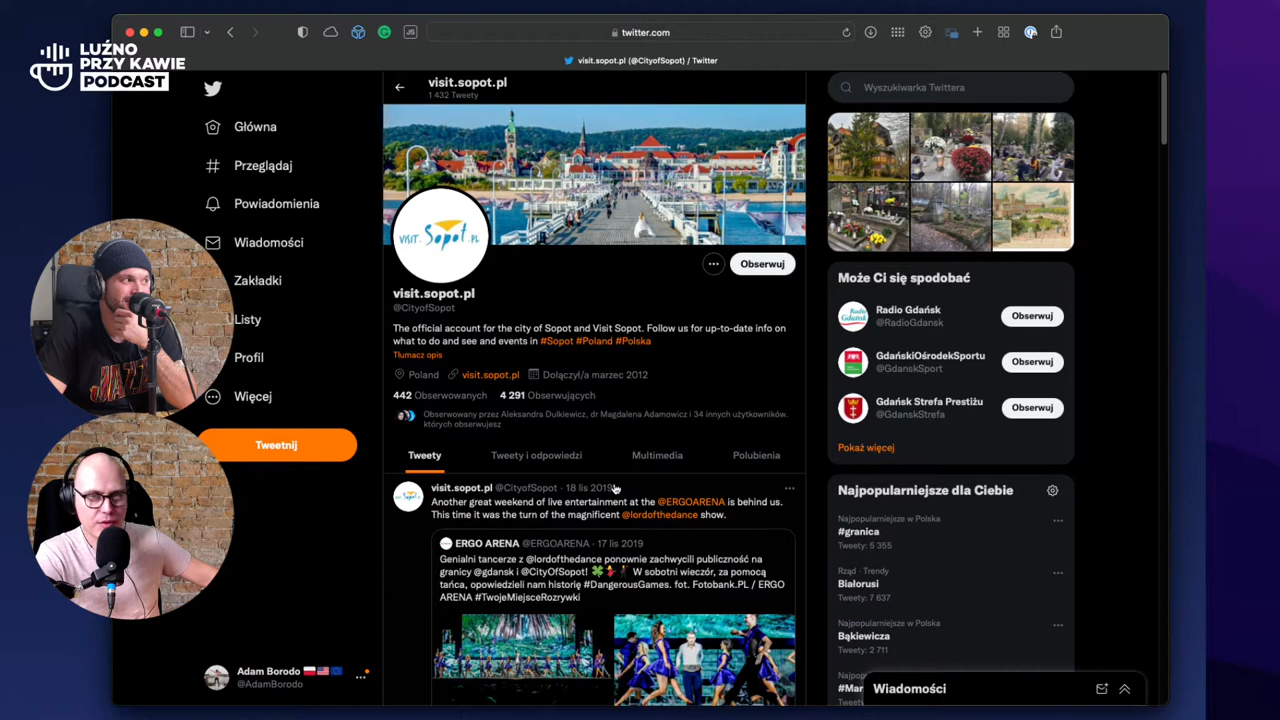 LUŹNO
PRZY KAWIE
PODCAST
twitter.com
visit.sopot.pl (@CityofSopot) / Twitter
Główna
Przeglądaj
Powiadomienia
Wiadomości
Zakładki
Listy
Profil
Więcej
Tweetnij
Adam Borodo
@AdamBorodo
visit.sopot.pl
1 432 Tweety
VISIT. Sopot.PL
Obserwuj
visit.sopot.pl
@CityofSopot
The official account for the city of Sopot and Visit Sopot. Follow us for up-to-date info on
what to do and see and events in #Sopot #Poland #Polska
Tłumacz opis
Poland visit.sopot.pl Dołączył/a marzec 2012
442 Obserwowanych 4 291 Obserwujących
Obserwowany przez Aleksandra Dulkiewicz, dr Magdalena Adamowicz i 34 innych użytkowników,
których obserwujesz
Tweety Tweety i odpowiedzi Multimedia Polubienia
visit.sopot.pl @CityofSopot · 18 lis 2019
Another great weekend of live entertainment at the @ERGOARENA is behind us.
This time it was the turn of the magnificent @lordofthedance show.
ERGO ARENA @ERGOARENA · 17 lis 2019
Genialni tancerze z @lordofthedance ponownie zachwycili publiczność na
granicy @gdansk i @CityOfSopot! W sobotni wieczór, za pomocą
tańca, opowiedzieli nam historię #DangerousGames. fot. Fotobank.PL / ERGO
ARENA #TwojeMiejsceRozrywki
Wyszukiwarka Twittera
Może Ci się spodobać
Radio Gdańsk
@RadioGdansk
Obserwuj
GdańskiOśrodekSportu
@GdanskSport
Obserwuj
Gdańsk Strefa Prestiżu
@GdanskStrefa
Obserwuj
Pokaż więcej
Najpopularniejsze dla Ciebie
Najpopularniejsze w Polska
#granica
Tweety: 5 355
Rząd · Trendy
Białorusi
Tweety: 7 637
Najpopularniejsze w Polska
Bąkiewicza
Tweety: 2 711
#Mar
Wiadomości
JAZZ